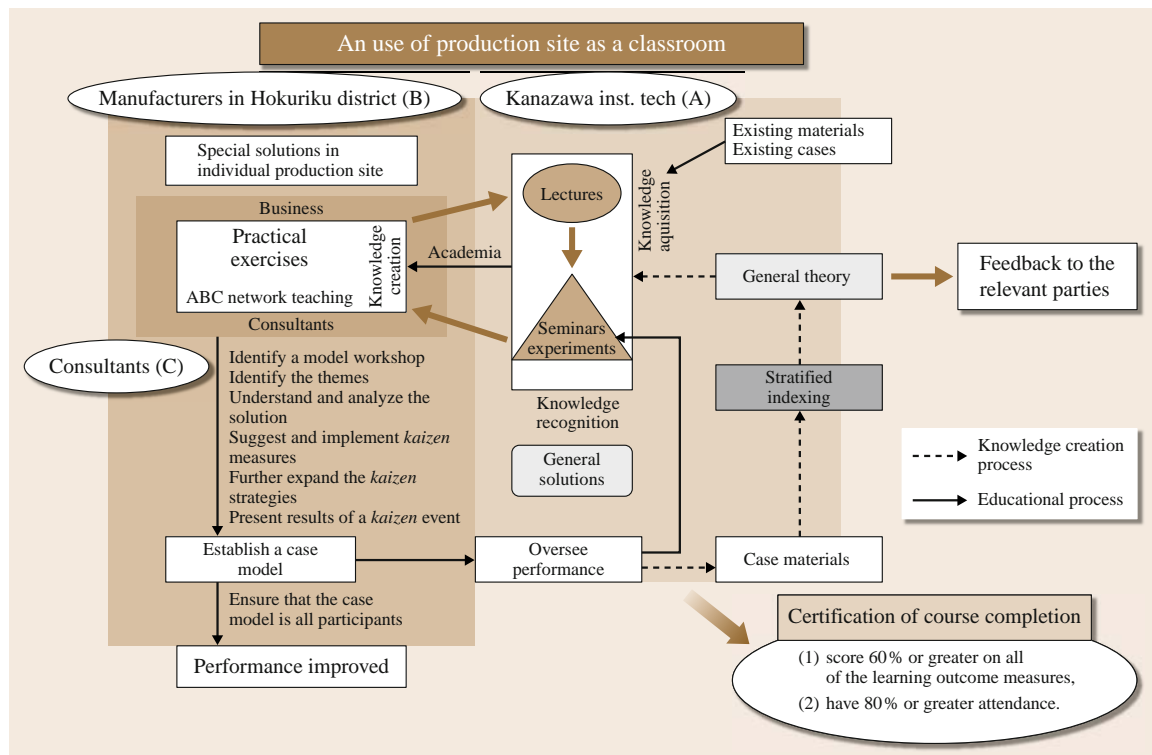 An use of production site as a classroom
Manufacturers in Hokuriku district (B)
Kanazawa inst. tech (A)
Special solutions in
individual production site
Existing materials
Existing cases
Business
Practical
exercises
ABC network teaching
Knowledge
creation
Consultants
Academia
Lectures
Seminars
experiments
Knowledge
aquisition
Knowledge
recognition
General
solutions
General theory
Feedback to the
relevant parties
Stratified
indexing
Consultants (C)
Identify a model workshop
Identify the themes
Understand and analyze the
solution
Suggest and implement kaizen
measures
Further expand the kaizen
strategies
Present results of a kaizen event
Knowledge creation
process
Educational process
Establish a case
model
Oversee
performance
Case materials
Ensure that the case
model is all participants
Performance improved
Certification of course completion
(1) score 60% or greater on all
of the learning outcome measures,
(2) have 80% or greater attendance.